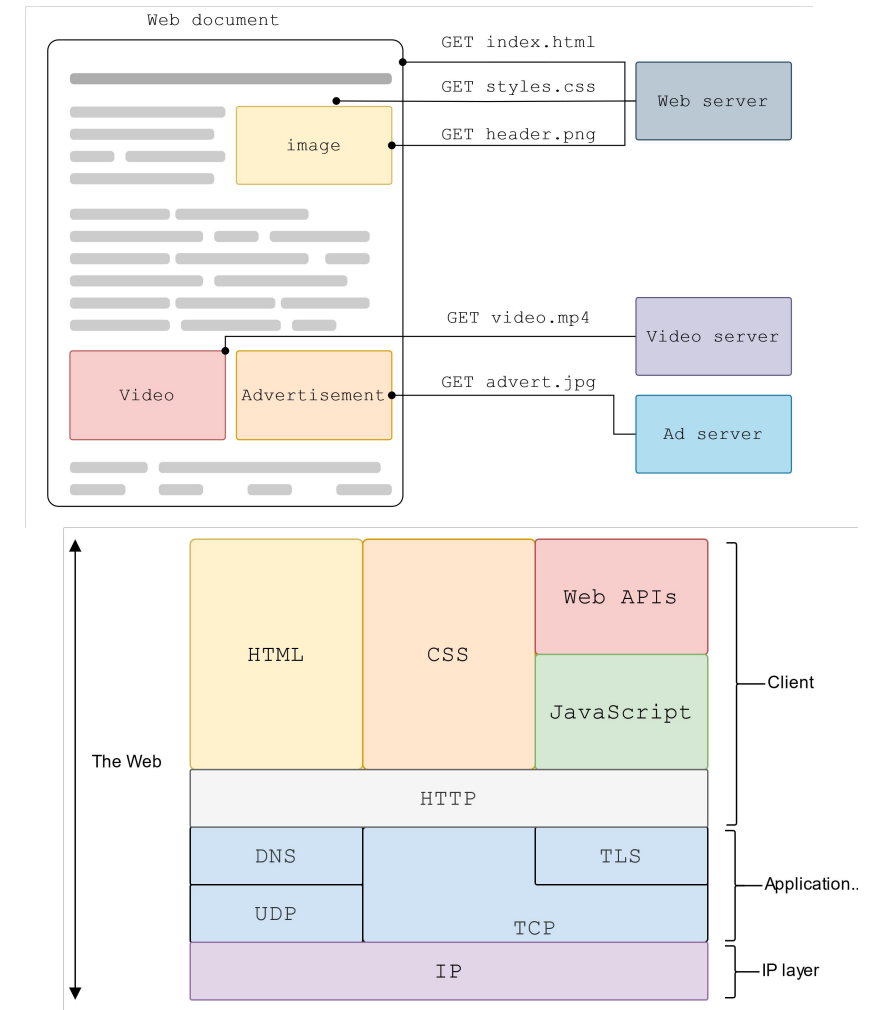 Web document
GET index.html
GET styles.css
Web server
GET header.png
image
GET video.mp4
Video server
GET advert.jpg
Video
Advertisement
Ad server
Web APIs
HTML
CSS
Client
JavaScript
The Web
HTTP
DNS
TLS
Application..
UDP
TCP
IP
IP layer